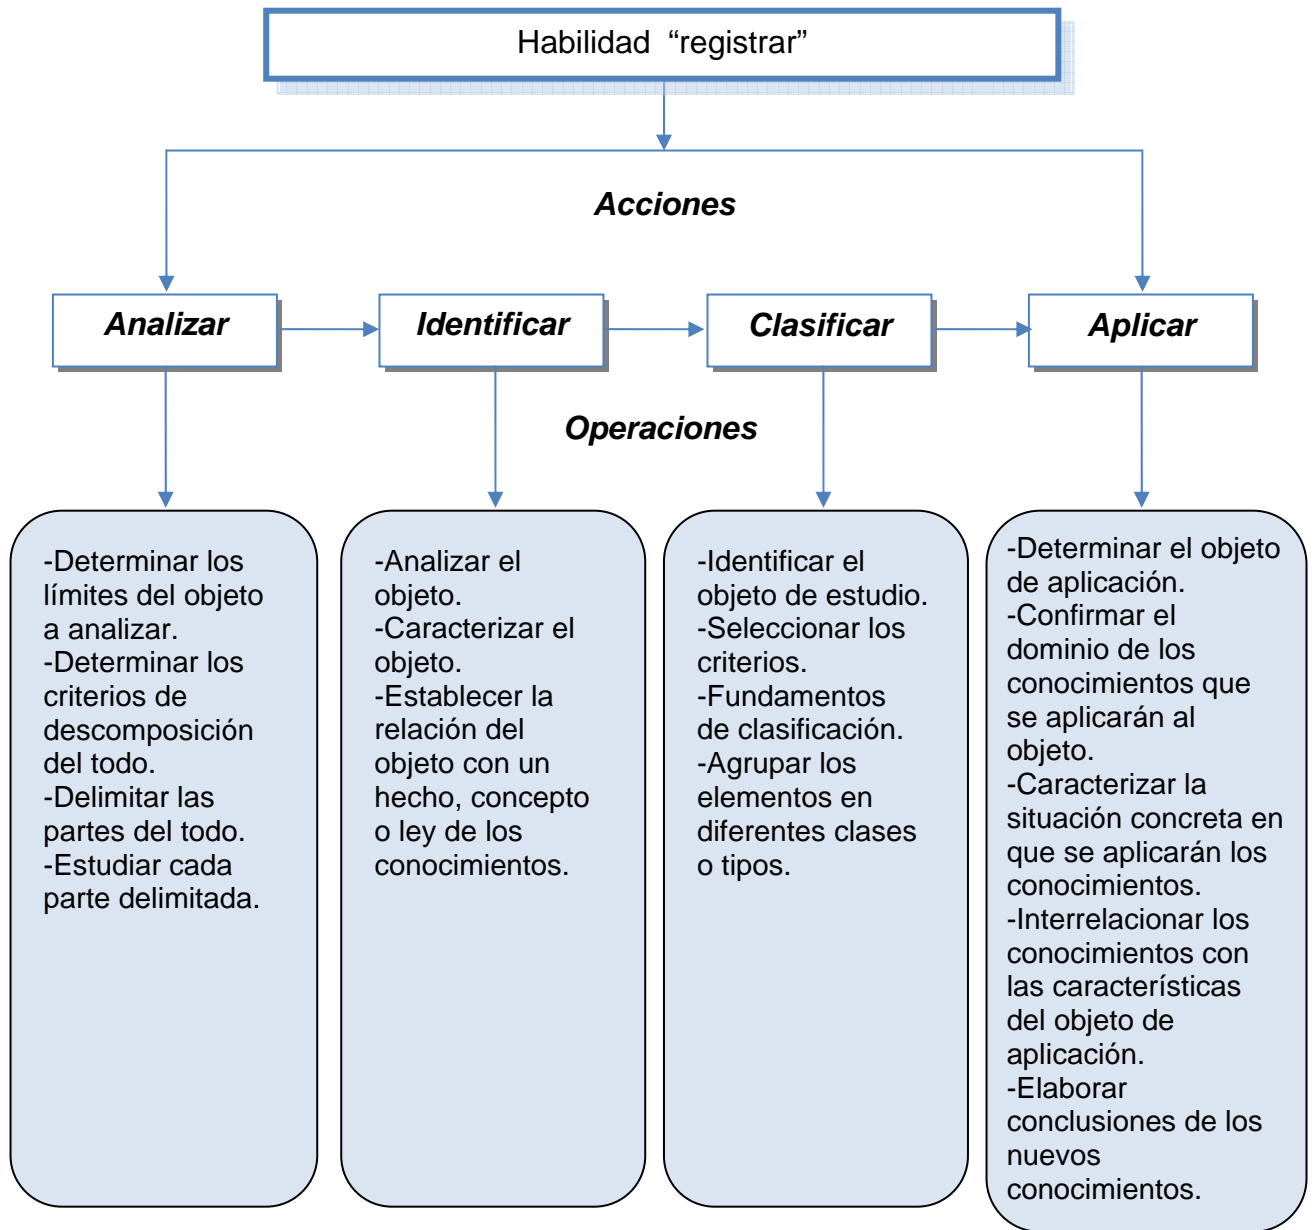 Habilidad “registrar”
Acciones
Analizar
Identificar
Clasificar
Aplicar
Operaciones
-Determinar los
límites del objeto
a analizar.
-Determinar los
criterios de
descomposición
del todo.
-Delimitar las
partes del todo.
-Estudiar cada
parte delimitada.
-Analizar el
objeto.
-Caracterizar el
objeto.
-Establecer la
relación del
objeto con un
hecho, concepto
o ley de los
conocimientos.
-Identificar el
objeto de estudio.
-Seleccionar los
criterios.
-Fundamentos
de clasificación.
-Agrupar los
elementos en
diferentes clases
o tipos.
-Determinar el objeto
de aplicación.
-Confirmar el
dominio de los
conocimientos que
se aplicarán al
objeto.
-Caracterizar la
situación concreta en
que se aplicarán los
conocimientos.
-Interrelacionar los
conocimientos con
las características
del objeto de
aplicación.
-Elaborar
conclusiones de los
nuevos
conocimientos.